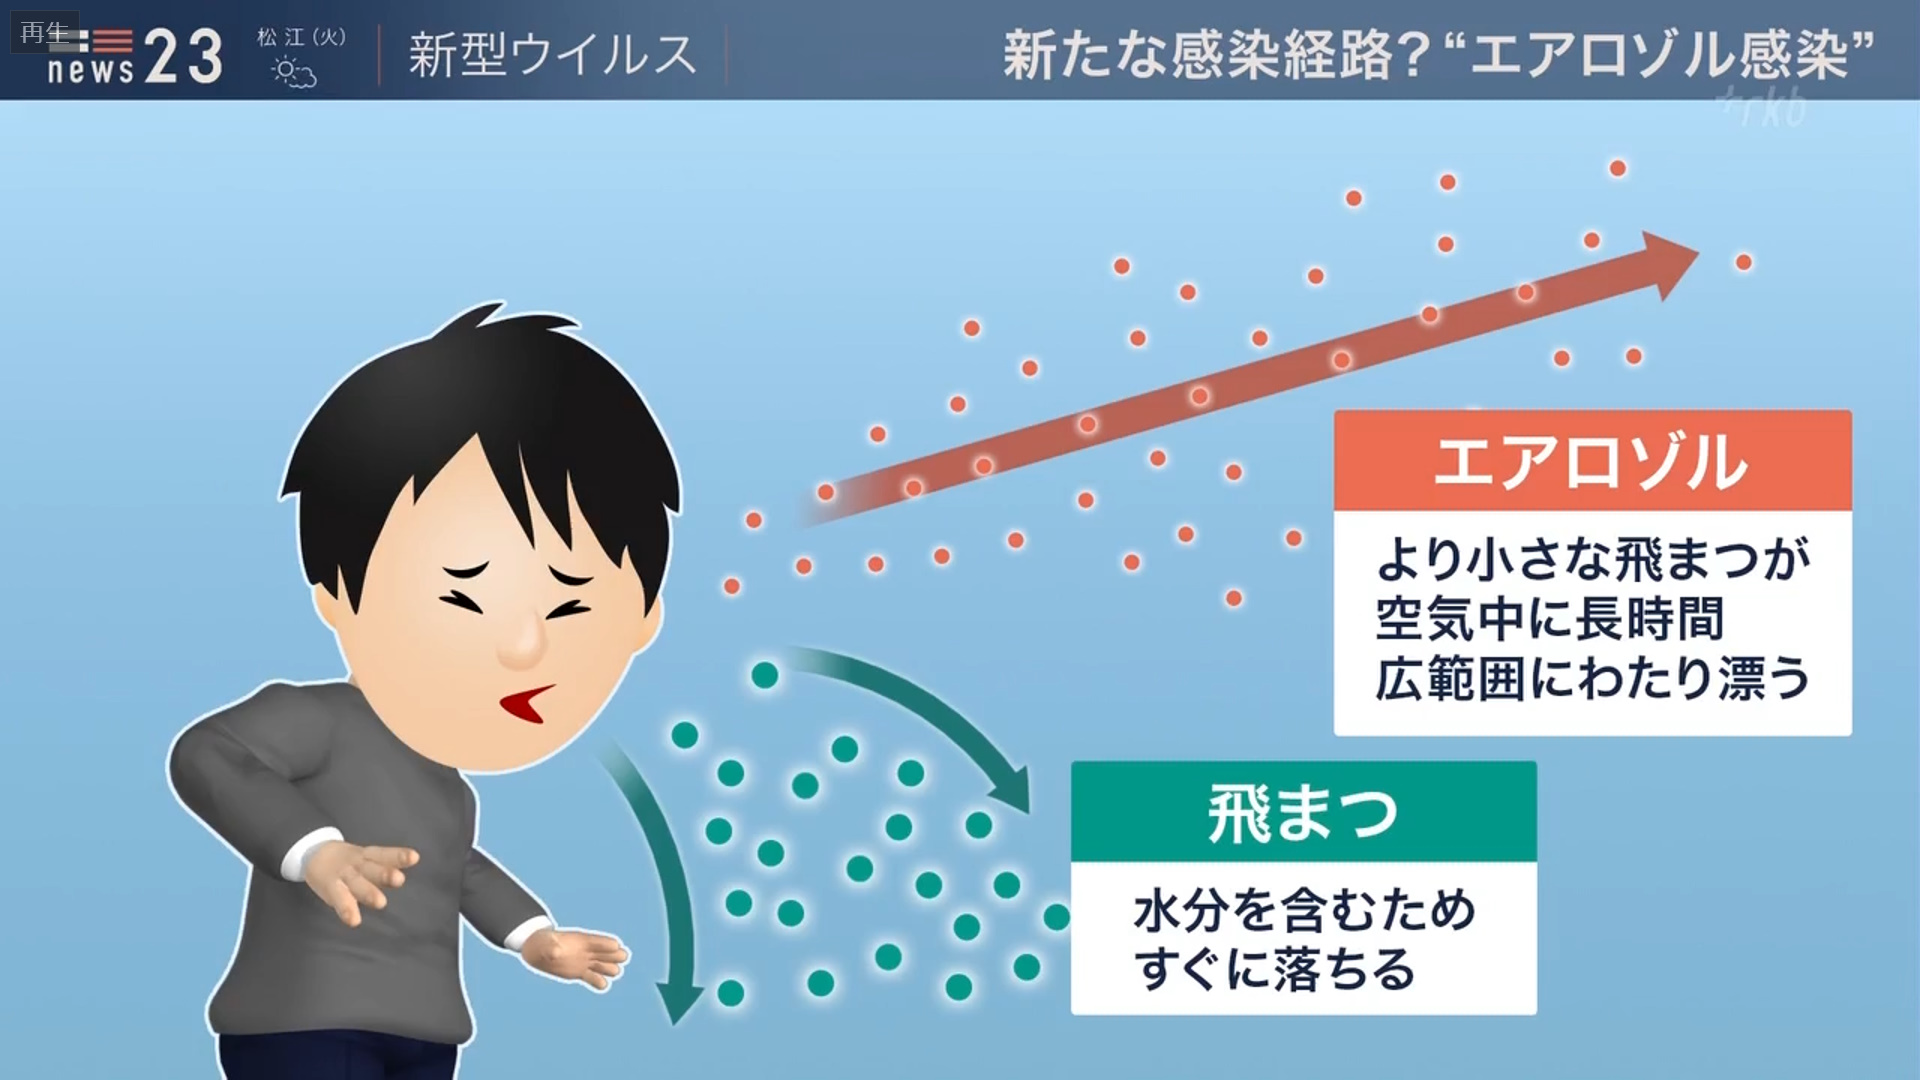 再生
news23
松江(火)
新型ウイルス
新たな感染経路?“エアロゾル感染”
rkb
エアロゾル
より小さな飛まつが
空気中に長時間
広範囲にわたり漂う
飛まつ
水分を含むため
すぐに落ちる